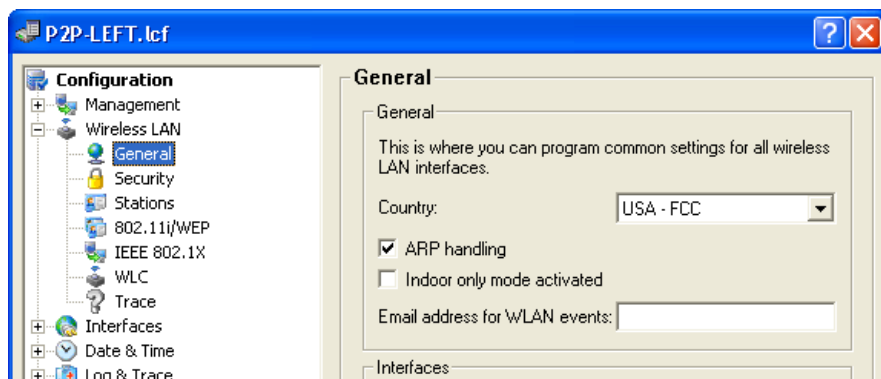 P2P-LEFT.lcf
Configuration
Management
Wireless LAN
General
Security
Stations
802.11i/WEP
IEEE 802.1X
WLC
Trace
Interfaces
Date & Time
Log & Trace
General
General
This is where you can program common settings for all wireless
LAN interfaces.
Country:
USA - FCC
ARP handling
Indoor only mode activated
Email address for WLAN events:
Interfaces